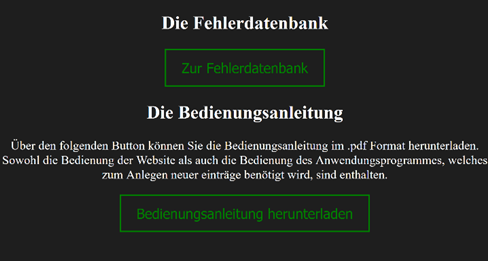 Die Fehlerdatenbank
Zur Fehlerdatenbank
Die Bedienungsanleitung
Über den folgenden Button können Sie die Bedienungsanleitung im .pdf Format herunterladen.
Sowohl die Bedienung der Website als auch die Bedienung des Anwendungsprogrammes, welches
zum Anlegen neuer einträge benötigt wird, sind enthalten.
Bedienungsanleitung herunterladen